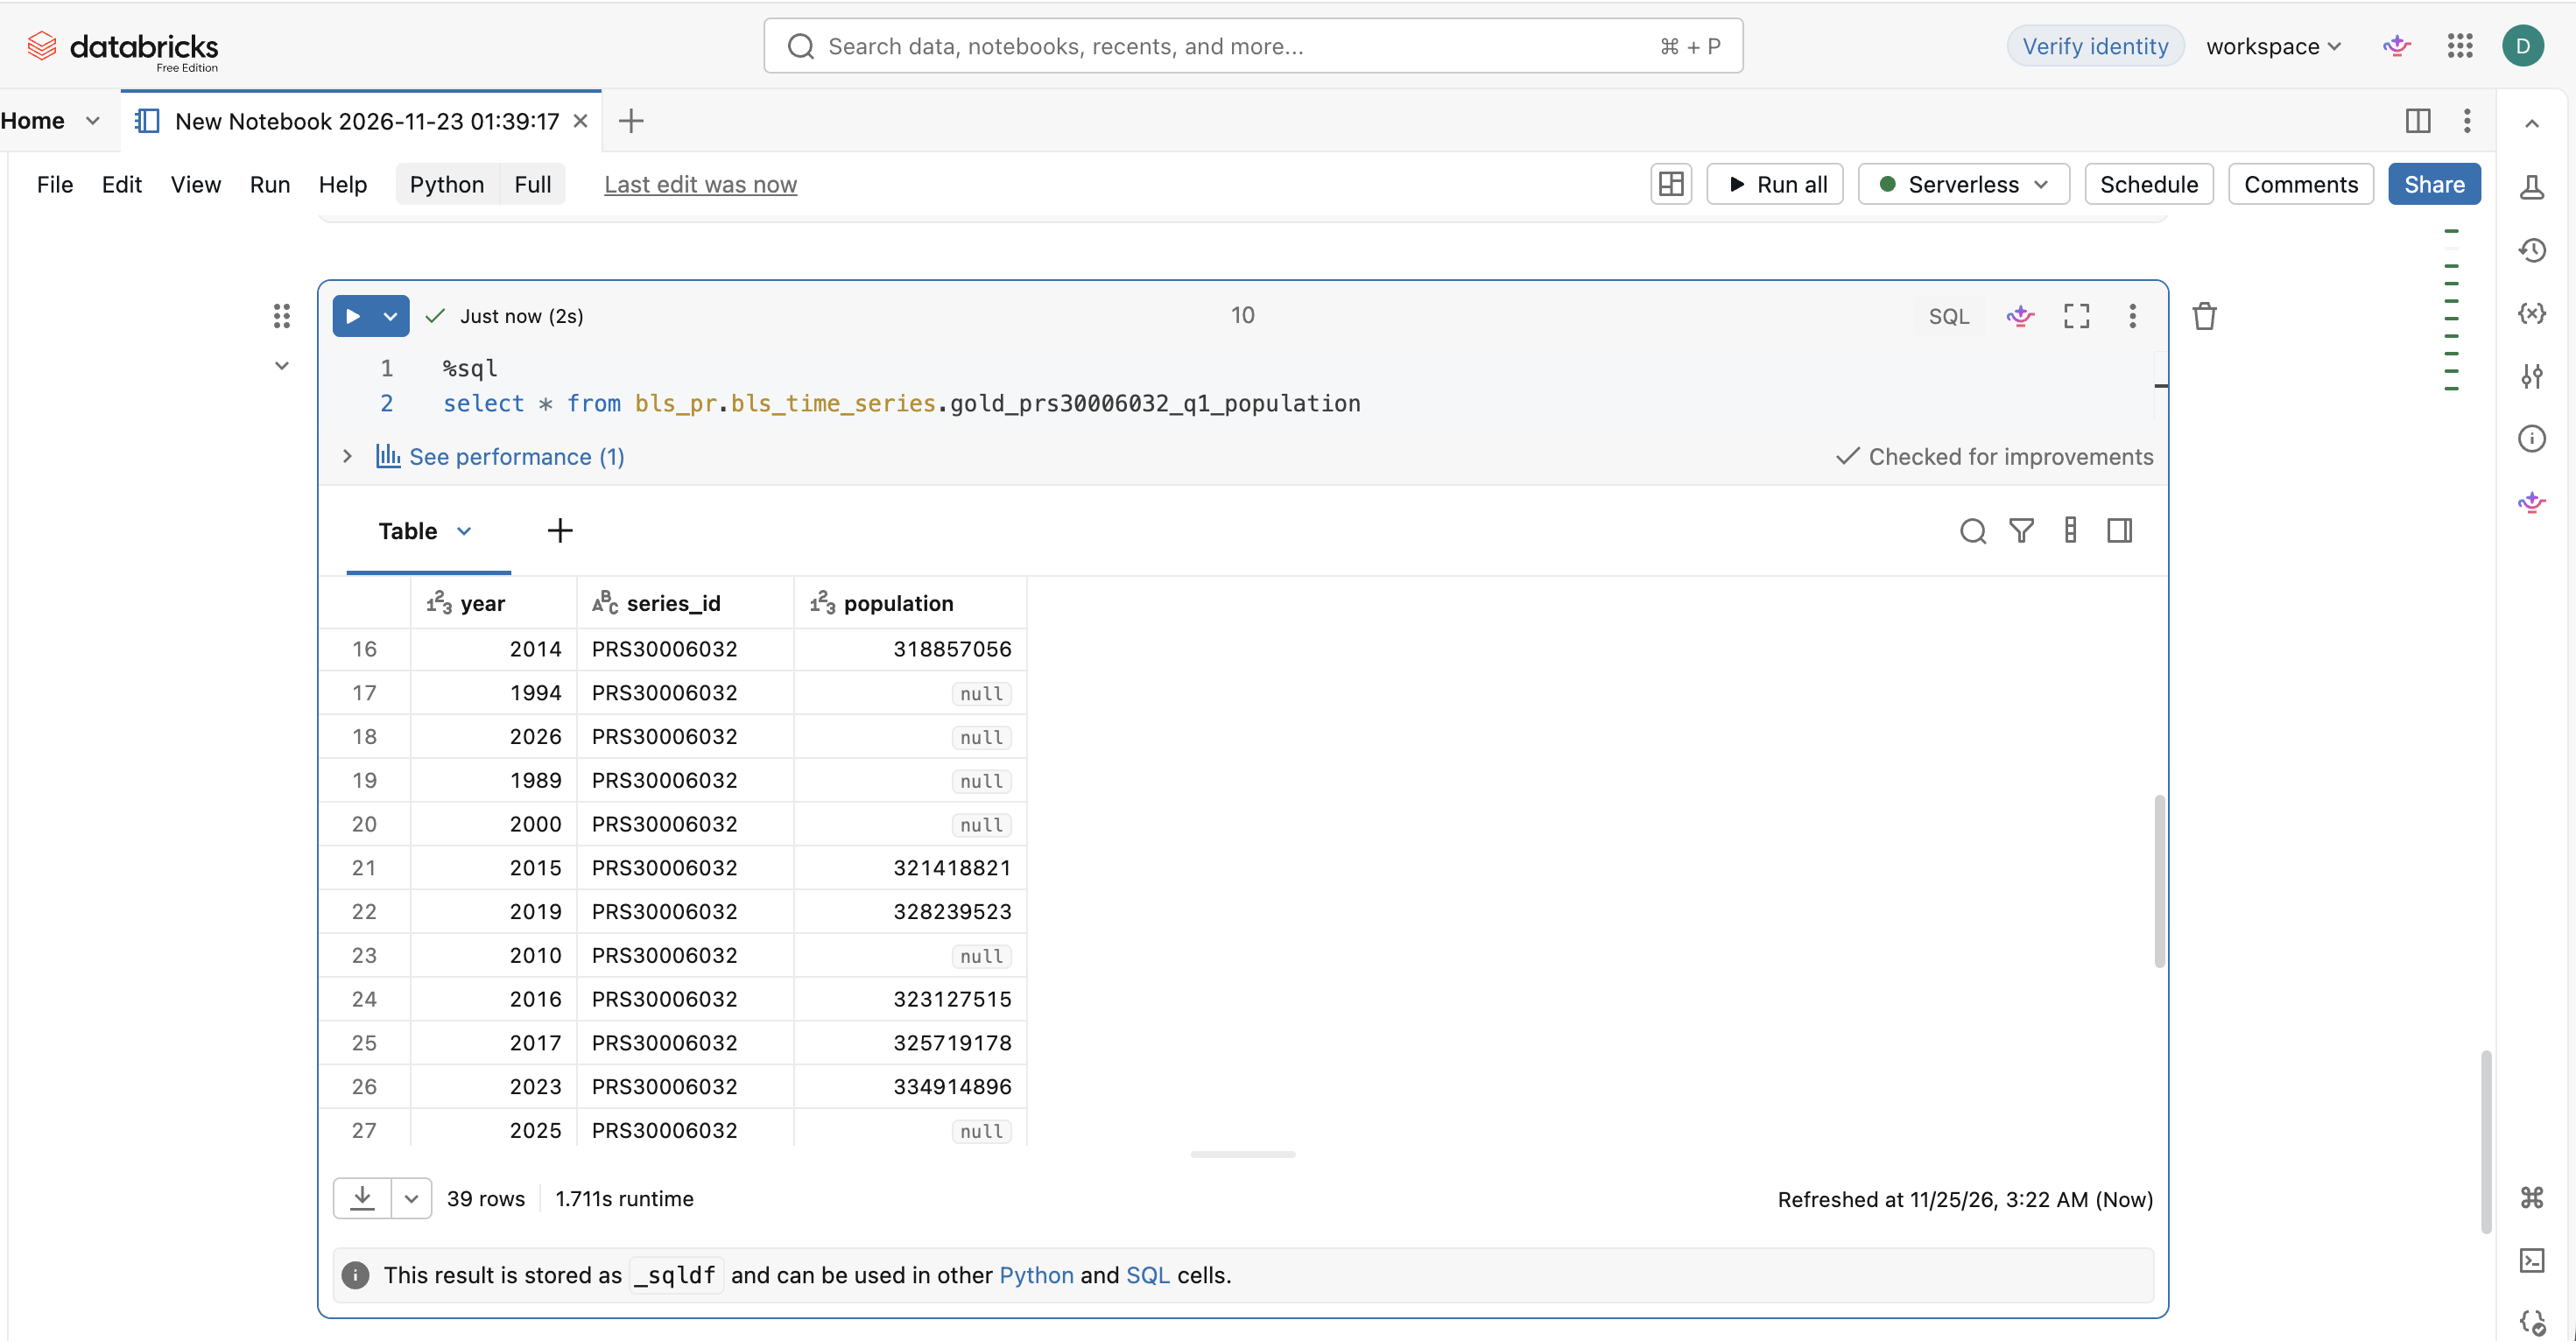 databricks
Free Edition
Search data, notebooks, recents, and more...
⌘ + P
Verify identity
workspace
D
Home
New Notebook 2026-11-23 01:39:17
File Edit View Run Help Python Full Last edit was now
Run all Serverless Schedule Comments Share
Just now (2s)
10
SQL
1 %sql
2 select * from bls_pr.bls_time_series.gold_prs30006032_q1_population
See performance (1)
Checked for improvements
Table
year series_id population
16 2014 PRS30006032 318857056
17 1994 PRS30006032 null
18 2026 PRS30006032 null
19 1989 PRS30006032 null
20 2000 PRS30006032 null
21 2015 PRS30006032 321418821
22 2019 PRS30006032 328239523
23 2010 PRS30006032 null
24 2016 PRS30006032 323127515
25 2017 PRS30006032 325719178
26 2023 PRS30006032 334914896
27 2025 PRS30006032 null
39 rows 1.711s runtime
Refreshed at 11/25/26, 3:22 AM (Now)
This result is stored as _sqldf and can be used in other Python and SQL cells.